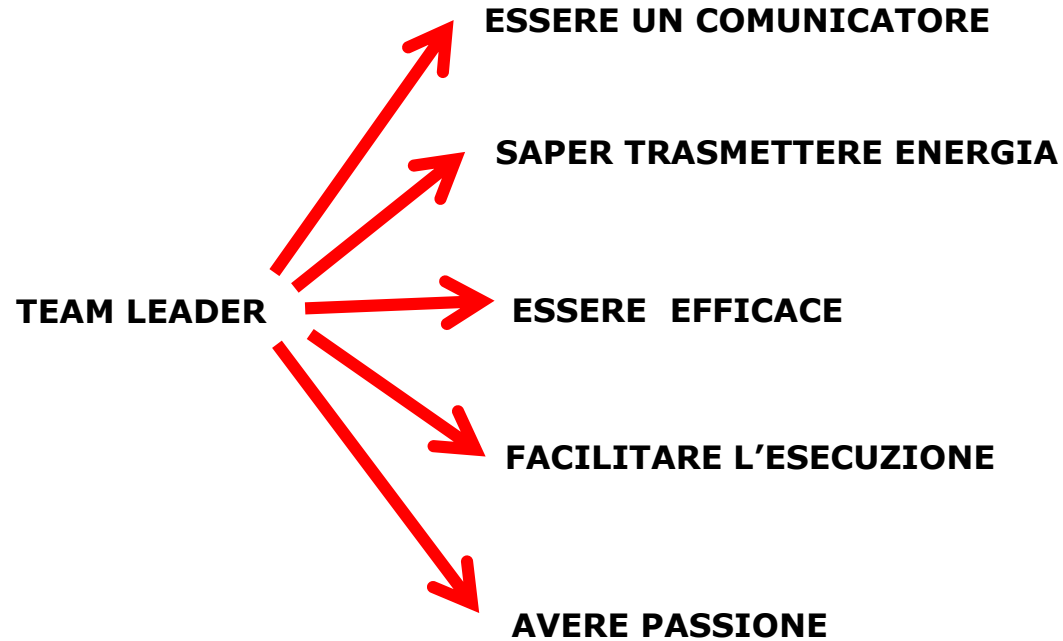 ESSERE UN COMUNICATORE
SAPER TRASMETTERE ENERGIA
TEAM LEADER
ESSERE  EFFICACE
FACILITARE L’ESECUZIONE
AVERE PASSIONE